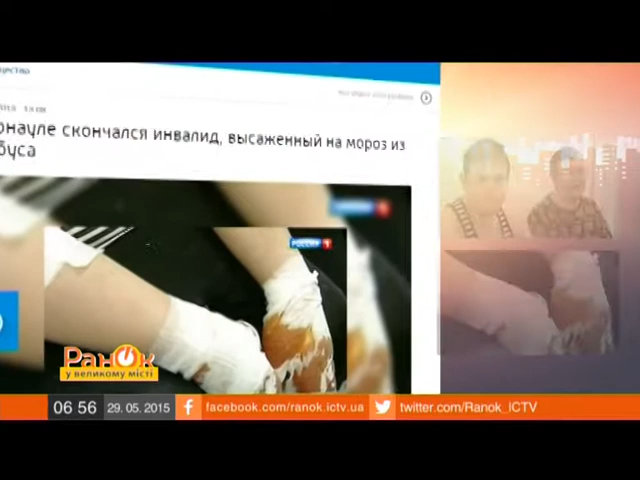 онауле скончался инвалид, высаженный на мороз из
буса
РОССИЯ 1
Ранок
у великому місті
06 56
29. 05. 2015
facebook.com/ranok.ictv.ua
twitter.com/Ranok_ICTV